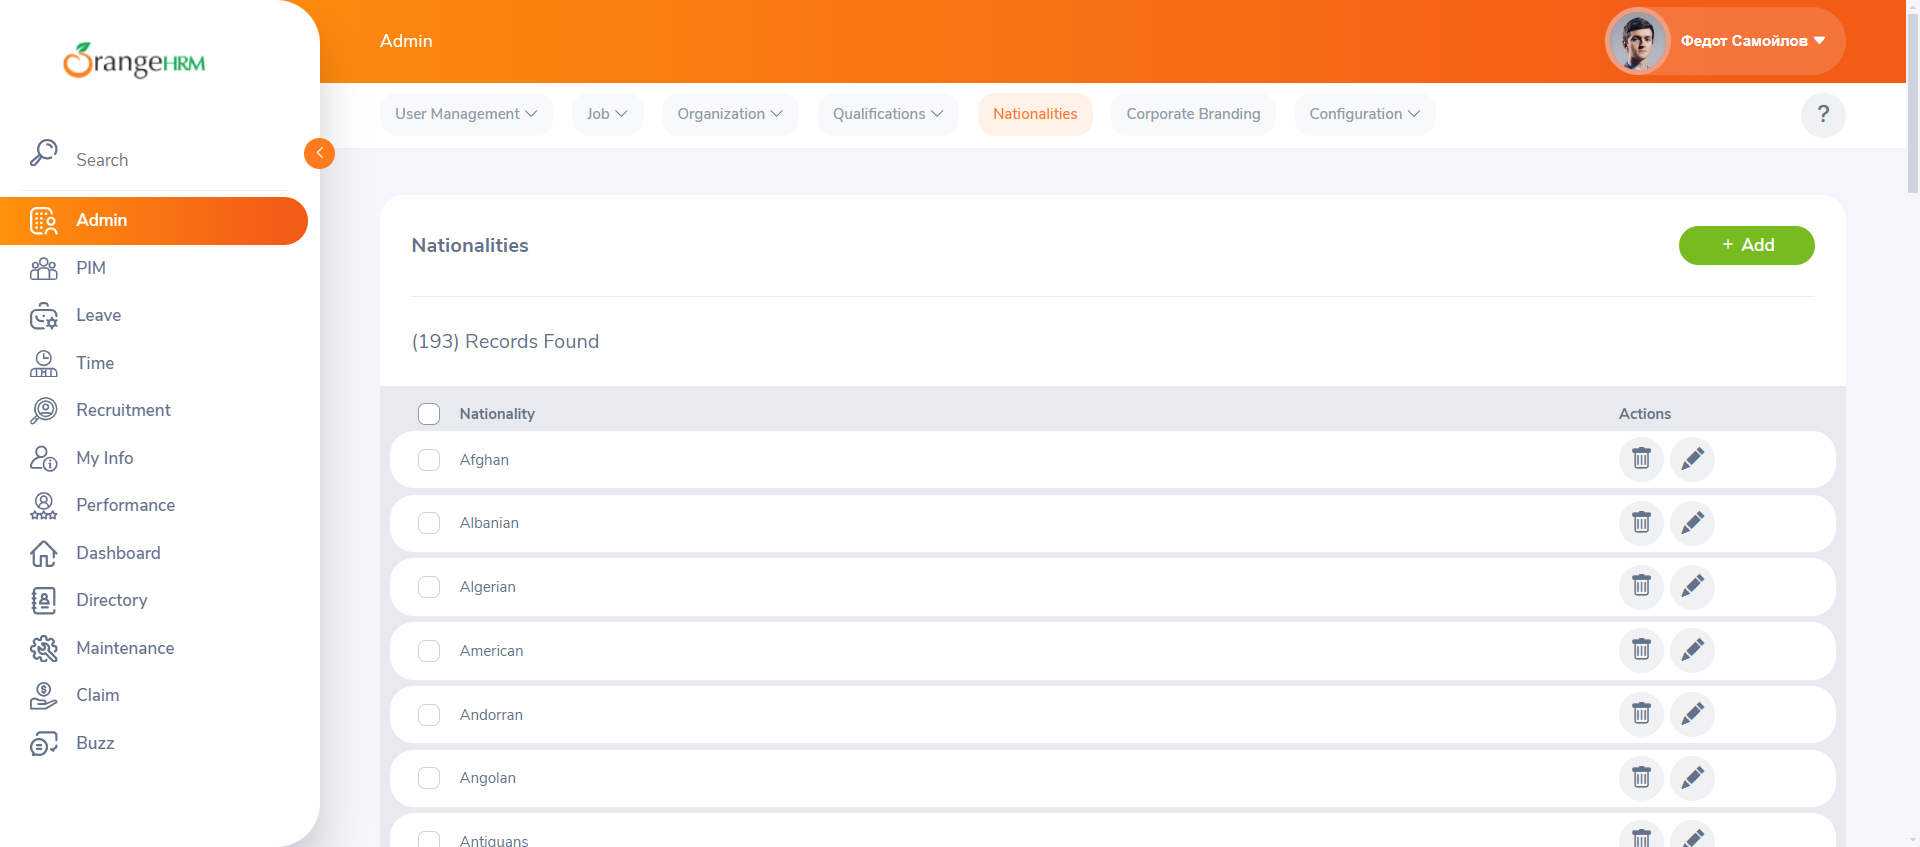 OrangeHRM
Admin
Федот Самойлов
User Management
Job
Organization
Qualifications
Nationalities
Corporate Branding
Configuration
?
Search
Admin
PIM
Leave
Time
Recruitment
My Info
Performance
Dashboard
Directory
Maintenance
Claim
Buzz
Nationalities
+ Add
(193) Records Found
Nationality
Actions
Afghan
Albanian
Algerian
American
Andorran
Angolan
Antiguans